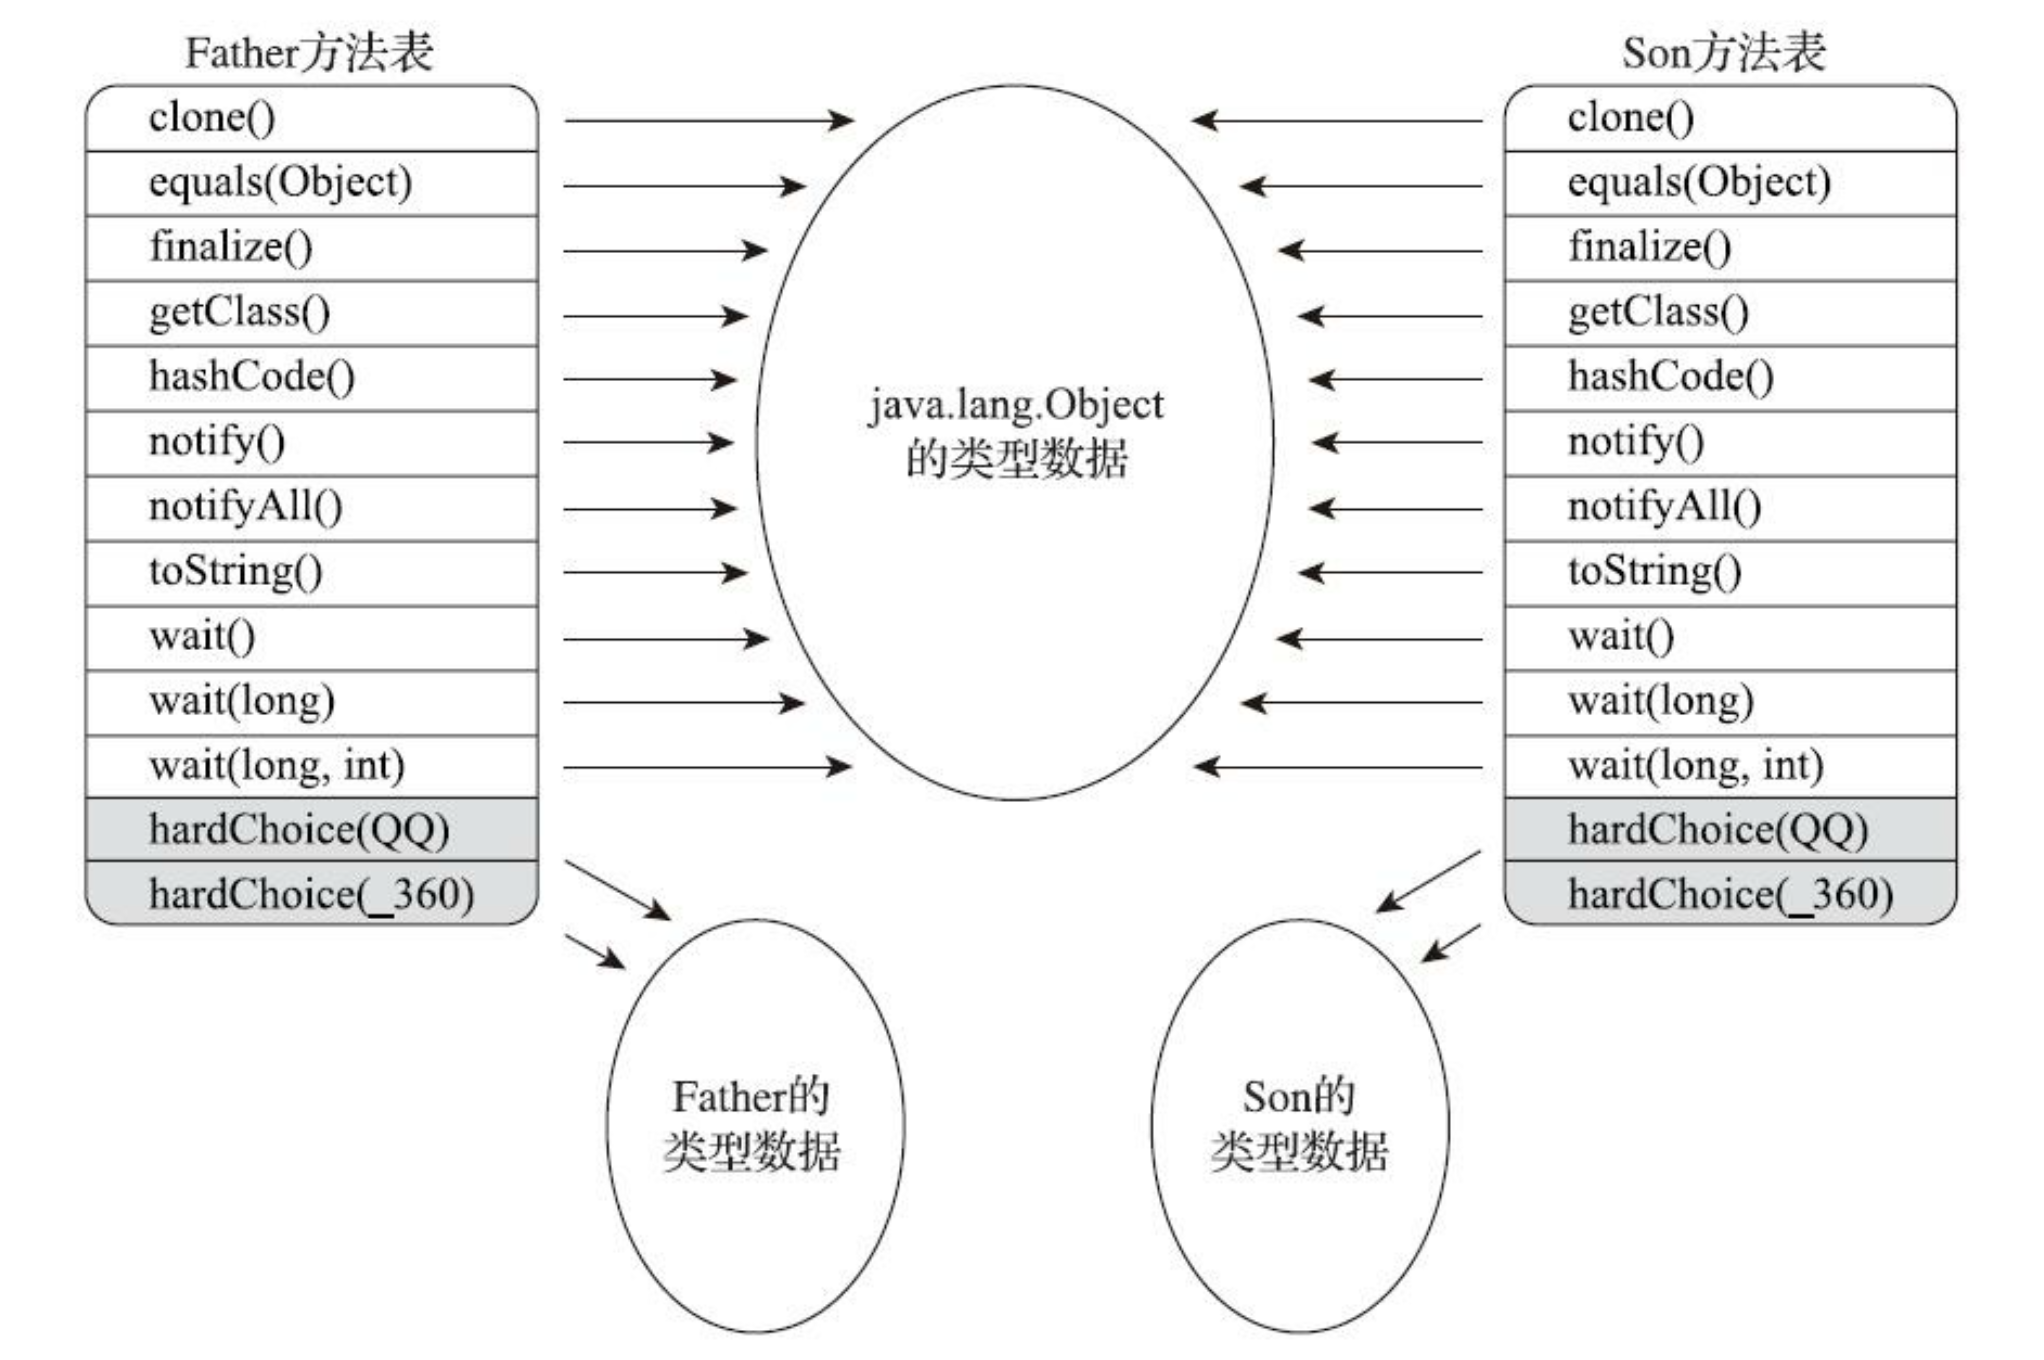 Father方法表
clone()
equals(Object)
finalize()
getClass()
hashCode()
notify()
notifyAll()
toString()
wait()
wait(long)
wait(long, int)
hardChoice(QQ)
hardChoice(_360)
java.lang.Object
的类型数据
Father的
类型数据
Son的
类型数据
Son方法表
clone()
equals(Object)
finalize()
getClass()
hashCode()
notify()
notifyAll()
toString()
wait()
wait(long)
wait(long, int)
hardChoice(QQ)
hardChoice(_360)